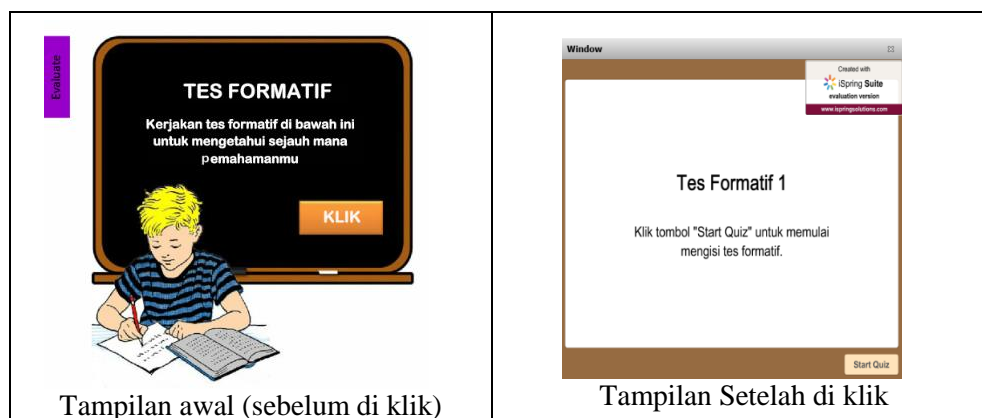 Evaluate
TES FORMATIF
Kerjakan tes formatif di bawah ini
untuk mengetahui sejauh mana
pemahamanmu
KLIK
Tampilan awal (sebelum di klik)
Window
Created with
iSpring Suite
evaluation version
www.ispringsolutions.com
Tes Formatif 1
Klik tombol "Start Quiz" untuk memulai
mengisi tes formatif.
Start Quiz
Tampilan Setelah di klik